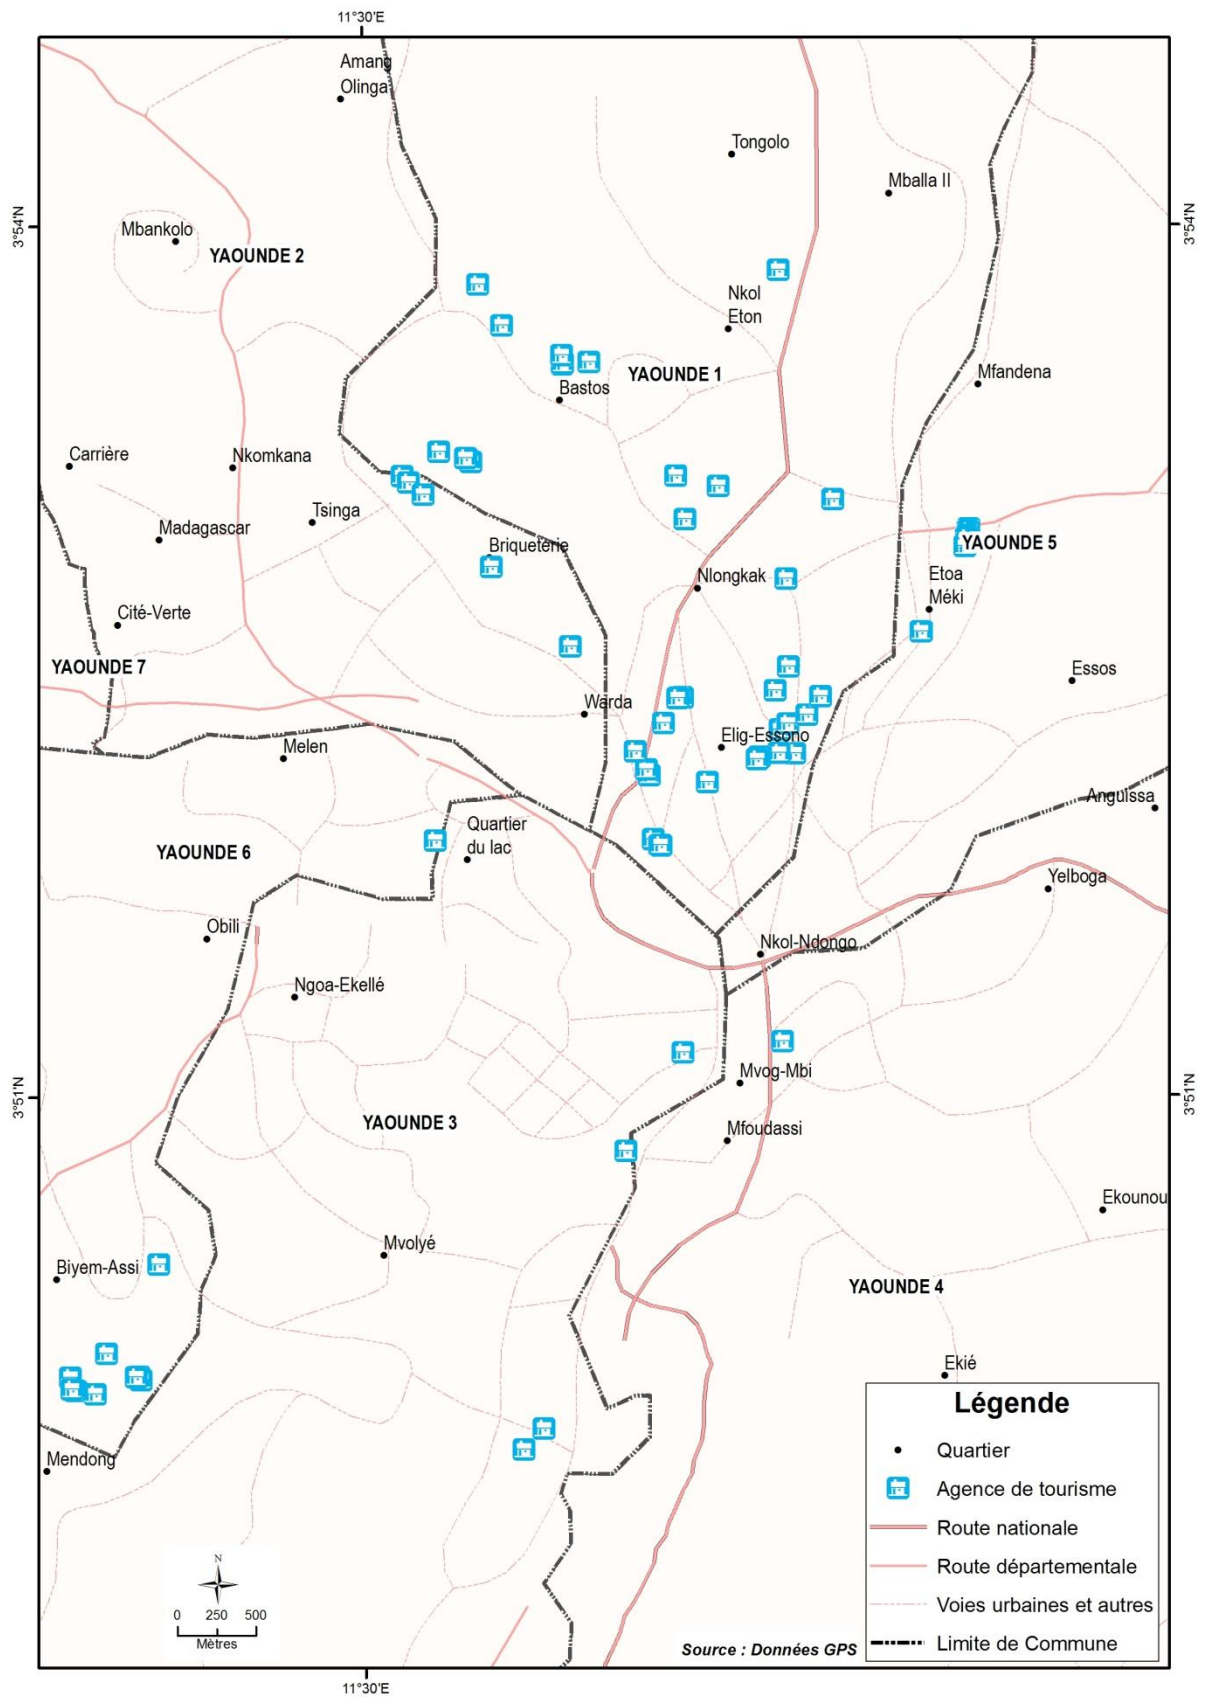 11°30'E
Amang
Olinga
Tongolo
Mballa II
3°54'N
3°54'N
Mbankolo
YAOUNDE 2
Nkol
Eton
YAOUNDE 1
Mfandena
Bastos
Carrière
Nkomkana
Tsinga
Madagascar
Briqueterie
YAOUNDE 5
Nlongkak
Etoa
Méki
Cité-Verte
YAOUNDE 7
Essos
Warda
Elig-Essono
Melen
Anguissa
Quartier
du lac
YAOUNDE 6
Yelboga
Obili
Nkol-Ndongo
Ngoa-Ekellé
Mvog-Mbi
3°51'N
3°51'N
YAOUNDE 3
Mfoudassi
Ekounou
Mvolyé
Biyem-Assi
YAOUNDE 4
Ekié
Mendong
Légende
Quartier
Agence de tourisme
Route nationale
Route départementale
Voies urbaines et autres
Limite de Commune
N
0 250 500
Mètres
Source : Données GPS
11°30'E